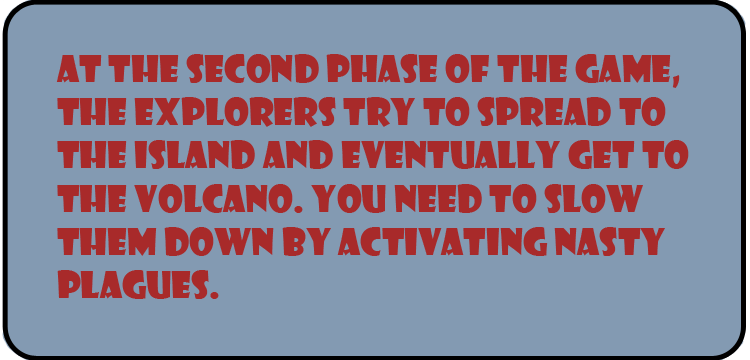 AT THE SECOND PHASE OF THE GAME,
THE EXPLORERS TRY TO SPREAD TO
THE ISLAND AND EVENTUALLY GET TO
THE VOLCANO. YOU NEED TO SLOW
THEM DOWN BY ACTIVATING NASTY
PLAGUES.